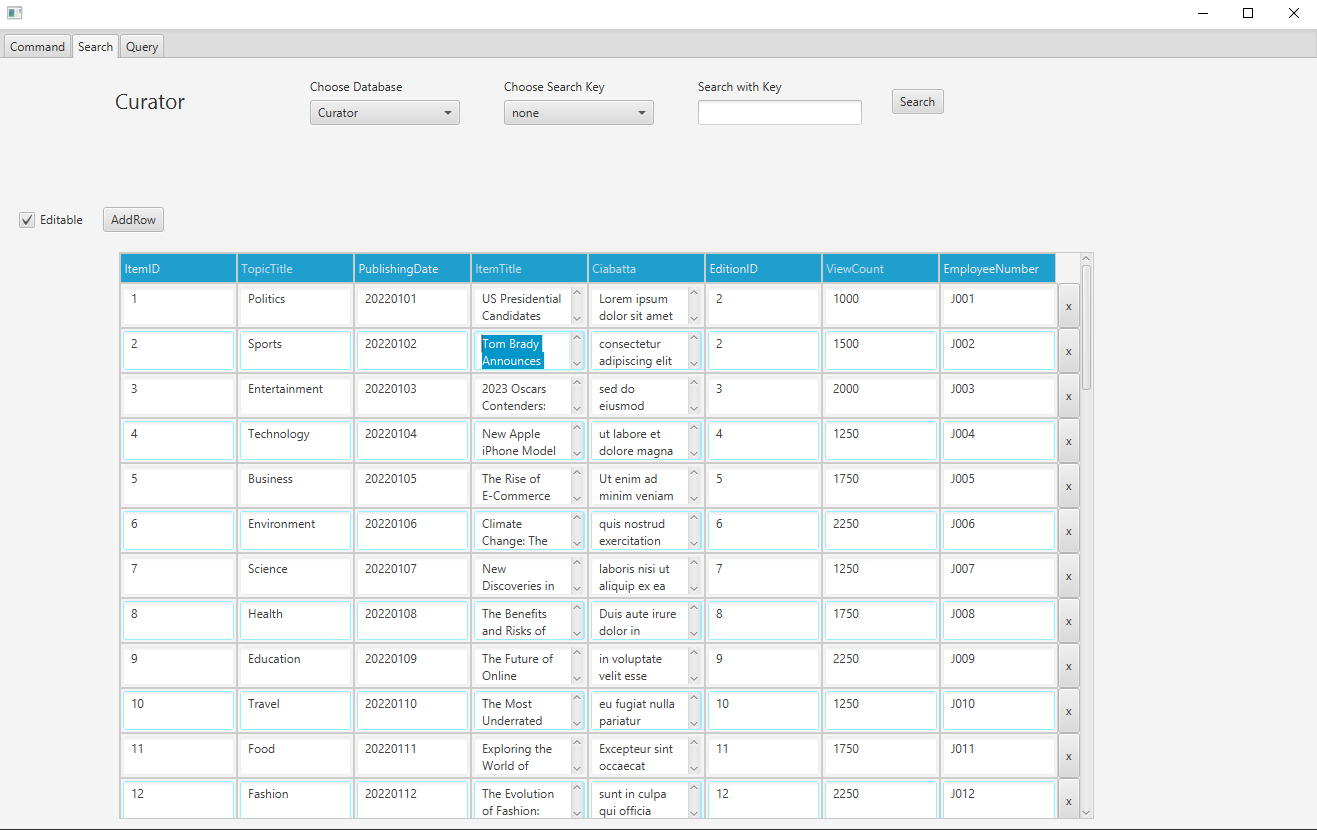 Command Search Query
Choose Database Choose Search Key Search with Key
Curator
Curator none Search
Editable AddRow
ItemID TopicTitle PublishingDate ItemTitle Ciabatta EditionID ViewCount EmployeeNumber
1 Politics 20220101 US Presidential Lorem ipsum 2 1000 J001
Candidates dolor sit amet x
2 Sports 20220102 Tom Brady consectetur 2 1500 J002
Announces adipiscing elit x
3 Entertainment 20220103 2023 Oscars sed do 3 2000 J003
Contenders: eiusmod x
4 Technology 20220104 New Apple ut labore et 4 1250 J004
iPhone Model dolore magna x
5 Business 20220105 The Rise of Ut enim ad 5 1750 J005
E-Commerce minim veniam x
6 Environment 20220106 Climate quis nostrud 6 2250 J006
Change: The exercitation x
7 Science 20220107 New laboris nisi ut 7 1250 J007
Discoveries in aliquip ex ea x
8 Health 20220108 The Benefits Duis aute irure 8 1750 J008
and Risks of dolor in x
9 Education 20220109 The Future of in voluptate 9 2250 J009
Online velit esse x
10 Travel 20220110 The Most eu fugiat nulla 10 1250 J010
Underrated pariatur x
11 Food 20220111 Exploring the Excepteur sint 11 1750 J011
World of occaecat x
12 Fashion 20220112 The Evolution sunt in culpa 12 2250 J012
of Fashion: qui officia x